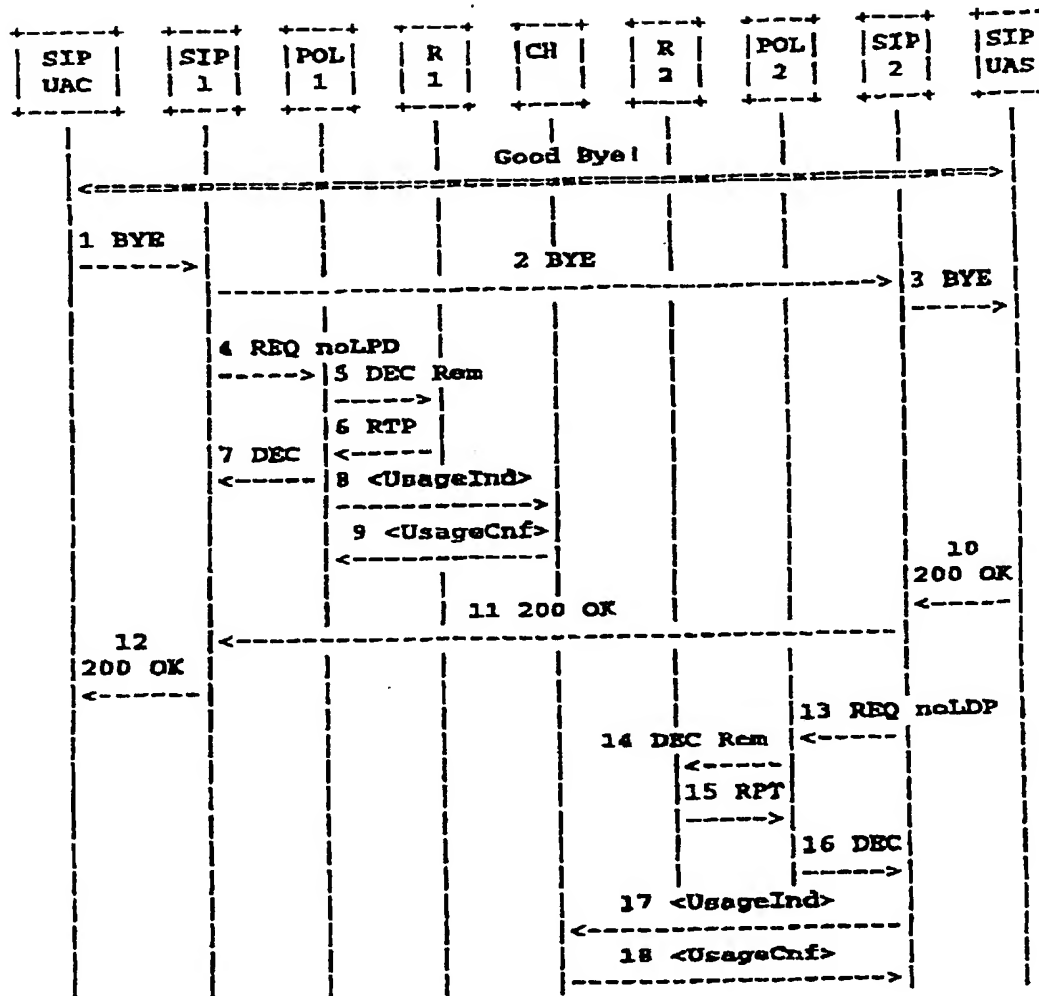 SIP UAC
SIP 1
POL 1
R 1
CH
R 2
POL 2
SIP 2
SIP UAS
Good Bye!
1 BYE
2 BYE
3 BYE
4 REQ noLPD
5 DEC Rem
6 RTP
7 DEC
8 <UsageInd>
9 <UsageCnf>
10
200 OK
11 200 OK
12
200 OK
13 REQ noLDP
14 DEC Rem
15 RPT
16 DEC
17 <UsageInd>
18 <UsageCnf>